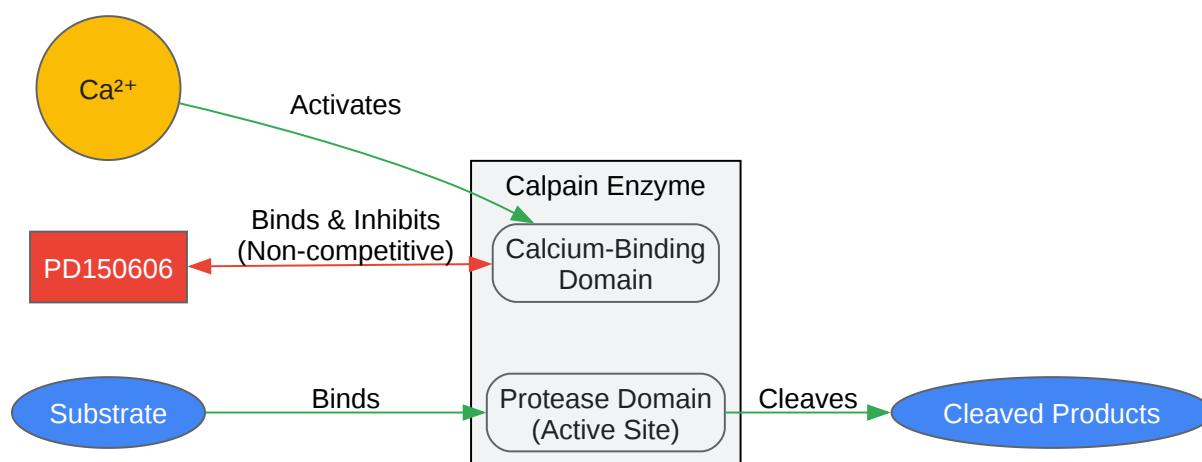 Ca²⁺
Activates
Calpain Enzyme
Binds & Inhibits
(Non-competitive)
PD150606
Calcium-Binding
Domain
Substrate
Binds
Protease Domain
(Active Site)
Cleaves
Cleaved Products